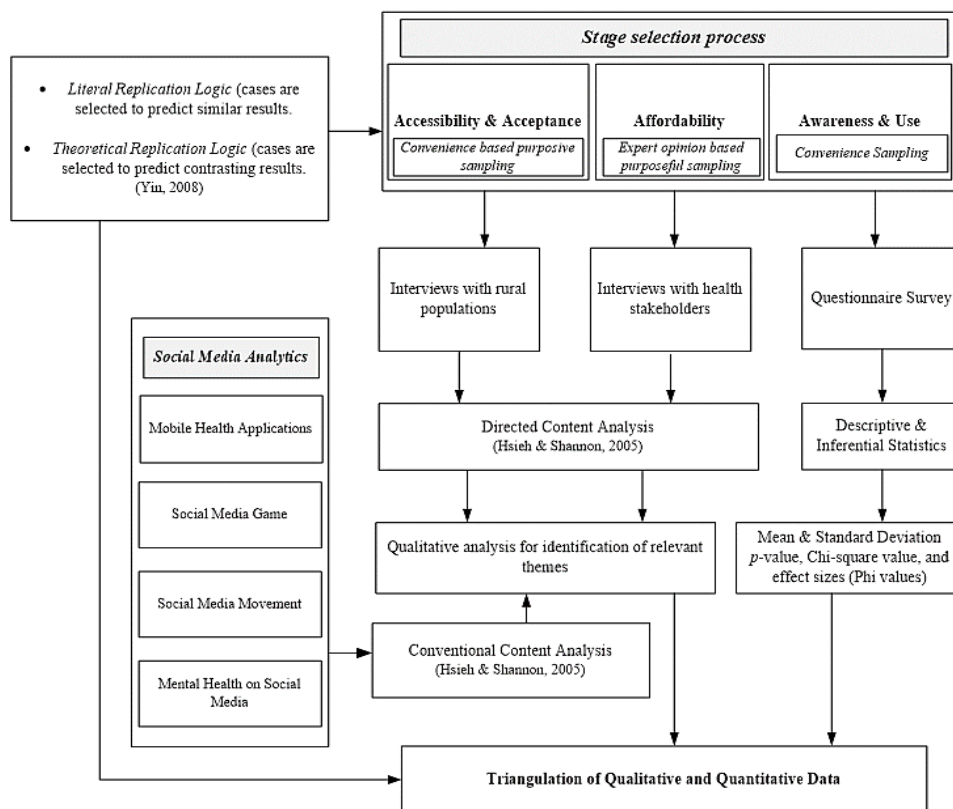 Stage selection process
• Literal Replication Logic (cases are
selected to predict similar results.
• Theoretical Replication Logic (cases are
selected to predict contrasting results.
(Yin, 2008)
Accessibility & Acceptance
Convenience based purposive
sampling
Affordability
Expert opinion based
purposeful sampling
Awareness & Use
Convenience Sampling
Interviews with rural
populations
Interviews with health
stakeholders
Questionnaire Survey
Social Media Analytics
Mobile Health Applications
Social Media Game
Social Media Movement
Mental Health on Social
Media
Directed Content Analysis
(Hsieh & Shannon, 2005)
Descriptive &
Inferential Statistics
Qualitative analysis for identification of relevant
themes
Mean & Standard Deviation
p-value, Chi-square value, and
effect sizes (Phi values)
Conventional Content Analysis
(Hsieh & Shannon, 2005)
Triangulation of Qualitative and Quantitative Data